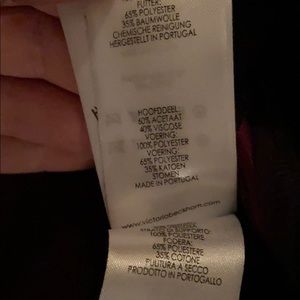 FUTTER:
65% POLYESTER
35% BAUMWOLLE
CHEMISCHE REINIGUNG
HERGESTELLT IN PORTUGAL
HOOFDDEEL:
60% ACETAAT
40% VISCOSE
VOERING:
100% POLYESTER
VOERING:
65% POLYESTER
35% KATOEN
STOMEN
MADE IN PORTUGAL
www.victoriabeckham.com
SUPPORTO:
100% POLIESTERE
FODERA:
65% POLIESTERE
35% COTONE
PULITURA A SECCO
PRODOTTO IN PORTOGALLO